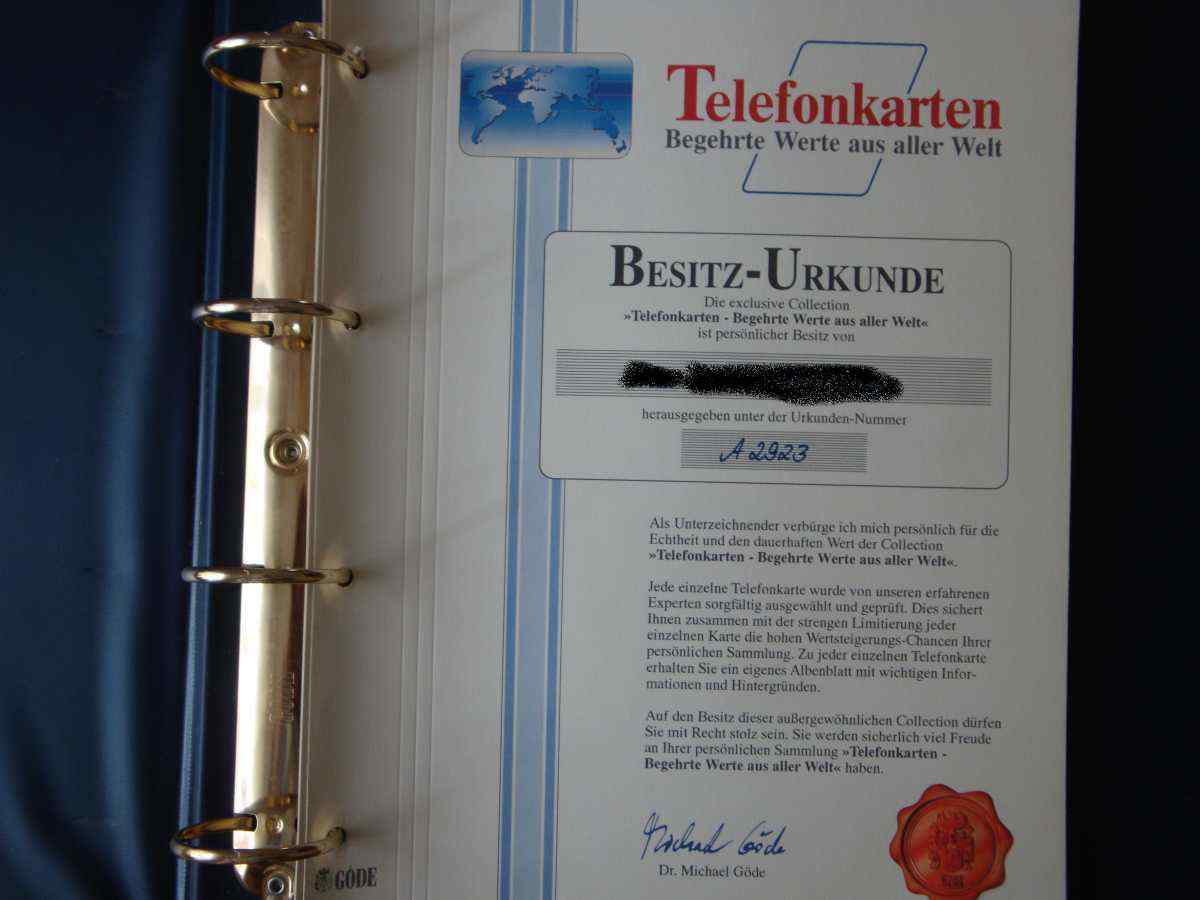 Telefonkarten
Begehrte Werte aus aller Welt
BESITZ-URKUNDE
Die exclusive Collection
»Telefonkarten - Begehrte Werte aus aller Welt«
ist persönlicher Besitz von
herausgegeben unter der Urkunden-Nummer
A 2923
Als Unterzeichnender verbürge ich mich persönlich für die
Echtheit und den dauerhaften Wert der Collection
»Telefonkarten - Begehrte Werte aus aller Welt«.
Jede einzelne Telefonkarte wurde von unseren erfahrenen
Experten sorgfältig ausgewählt und geprüft. Dies sichert
Ihnen zusammen mit der strengen Limitierung jeder
einzelnen Karte die hohen Wertsteigerungs-Chancen Ihrer
persönlichen Sammlung. Zu jeder einzelnen Telefonkarte
erhalten Sie ein eigenes Albenblatt mit wichtigen Infor-
mationen und Hintergründen.
Auf den Besitz dieser außergewöhnlichen Collection dürfen
Sie mit Recht stolz sein. Sie werden sicherlich viel Freude
an Ihrer persönlichen Sammlung »Telefonkarten -
Begehrte Werte aus aller Welt« haben.
Michael Göde
Dr. Michael Göde
GÖDE